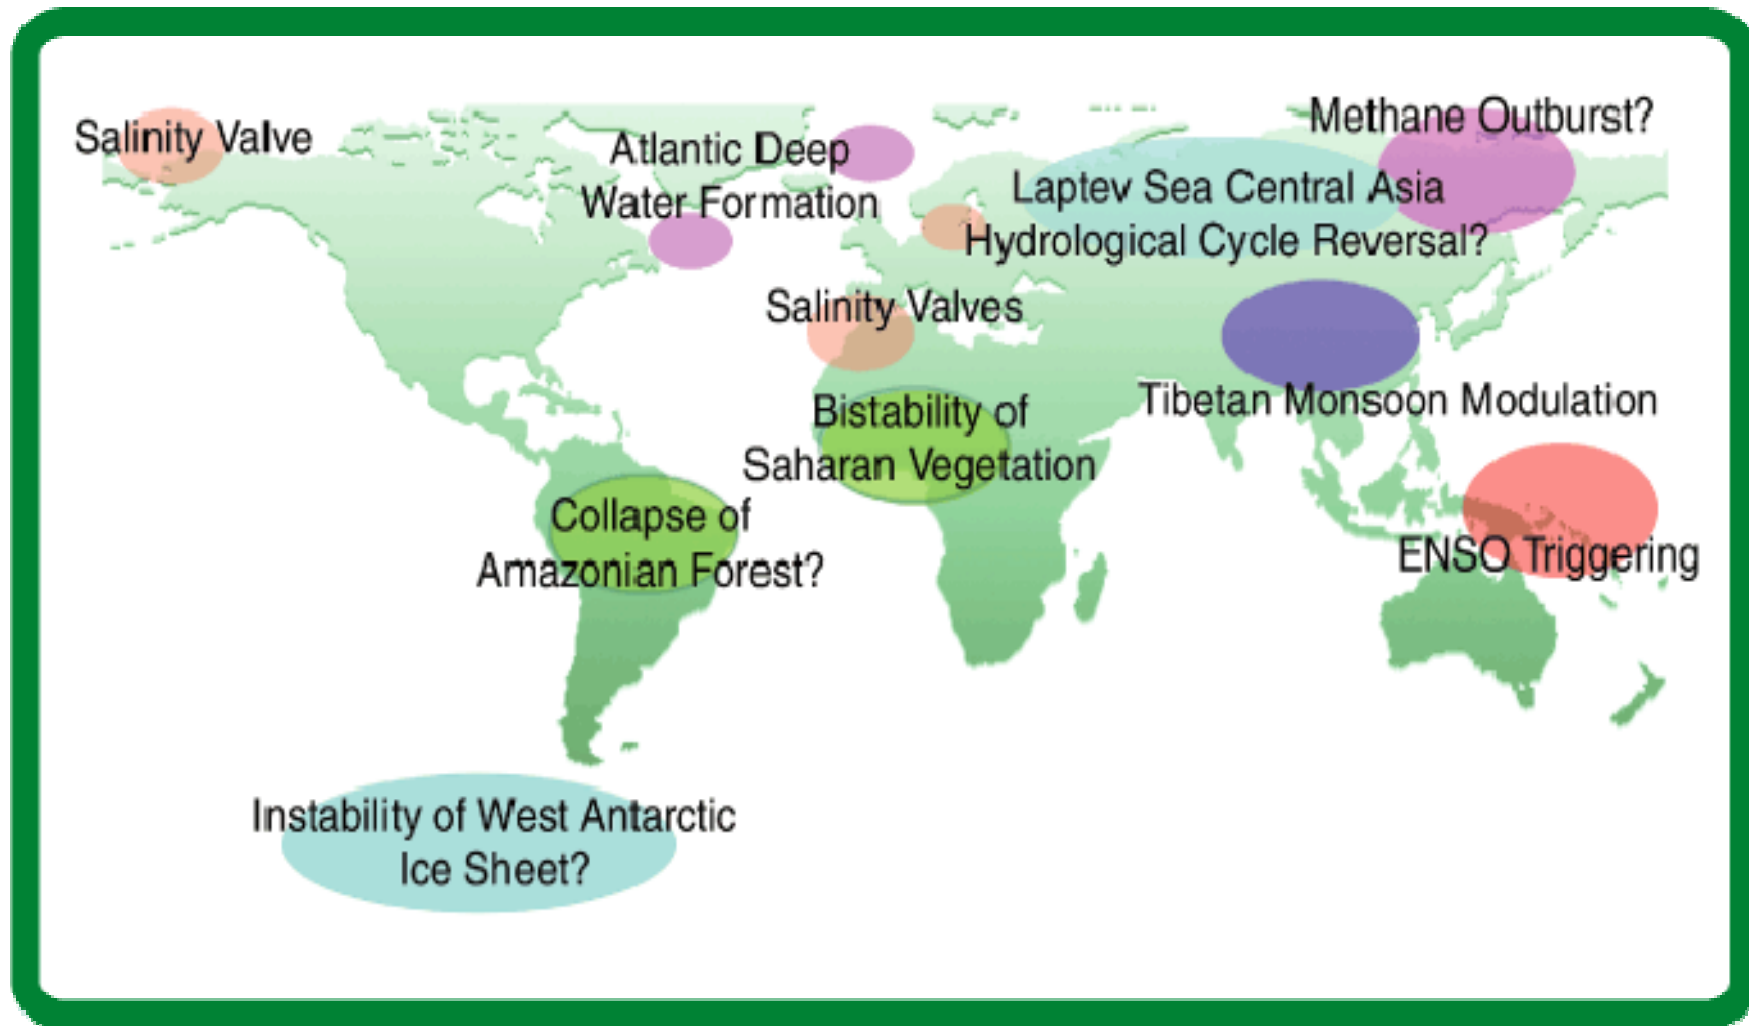 Salinity Valve
Atlantic Deep
Water Formation
Methane Outburst?
Laptev Sea Central Asia
Hydrological Cycle Reversal?
Salinity Valves
Tibetan Monsoon Modulation
Bistability of
Saharan Vegetation
Collapse of
Amazonian Forest?
ENSO Triggering
Instability of West Antarctic
Ice Sheet?